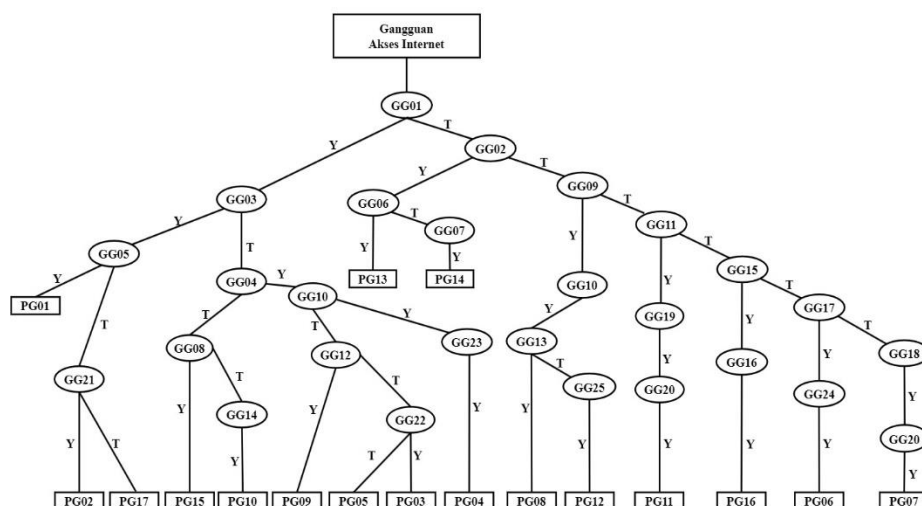 Gangguan
Akses Internet
GG01
Y
T
GG02
Y
T
GG03
GG06
GG09
Y
T
T
T
GG05
Y
GG07
Y
GG11
Y
T
Y
T
GG04
Y
PG13
PG14
GG15
PG01
GG10
GG10
Y
T
T
T
T
Y
Y
GG19
GG17
GG08
GG12
GG23
GG13
Y
T
GG21
T
T
T
Y
GG16
Y
GG18
GG14
GG25
GG20
GG24
Y
GG22
Y
Y
T
Y
Y
Y
T
Y
Y
Y
Y
Y
Y
Y
GG20
Y
PG02
PG17
PG15
PG10
PG09
PG05
PG03
PG04
PG08
PG12
PG11
PG16
PG06
PG07